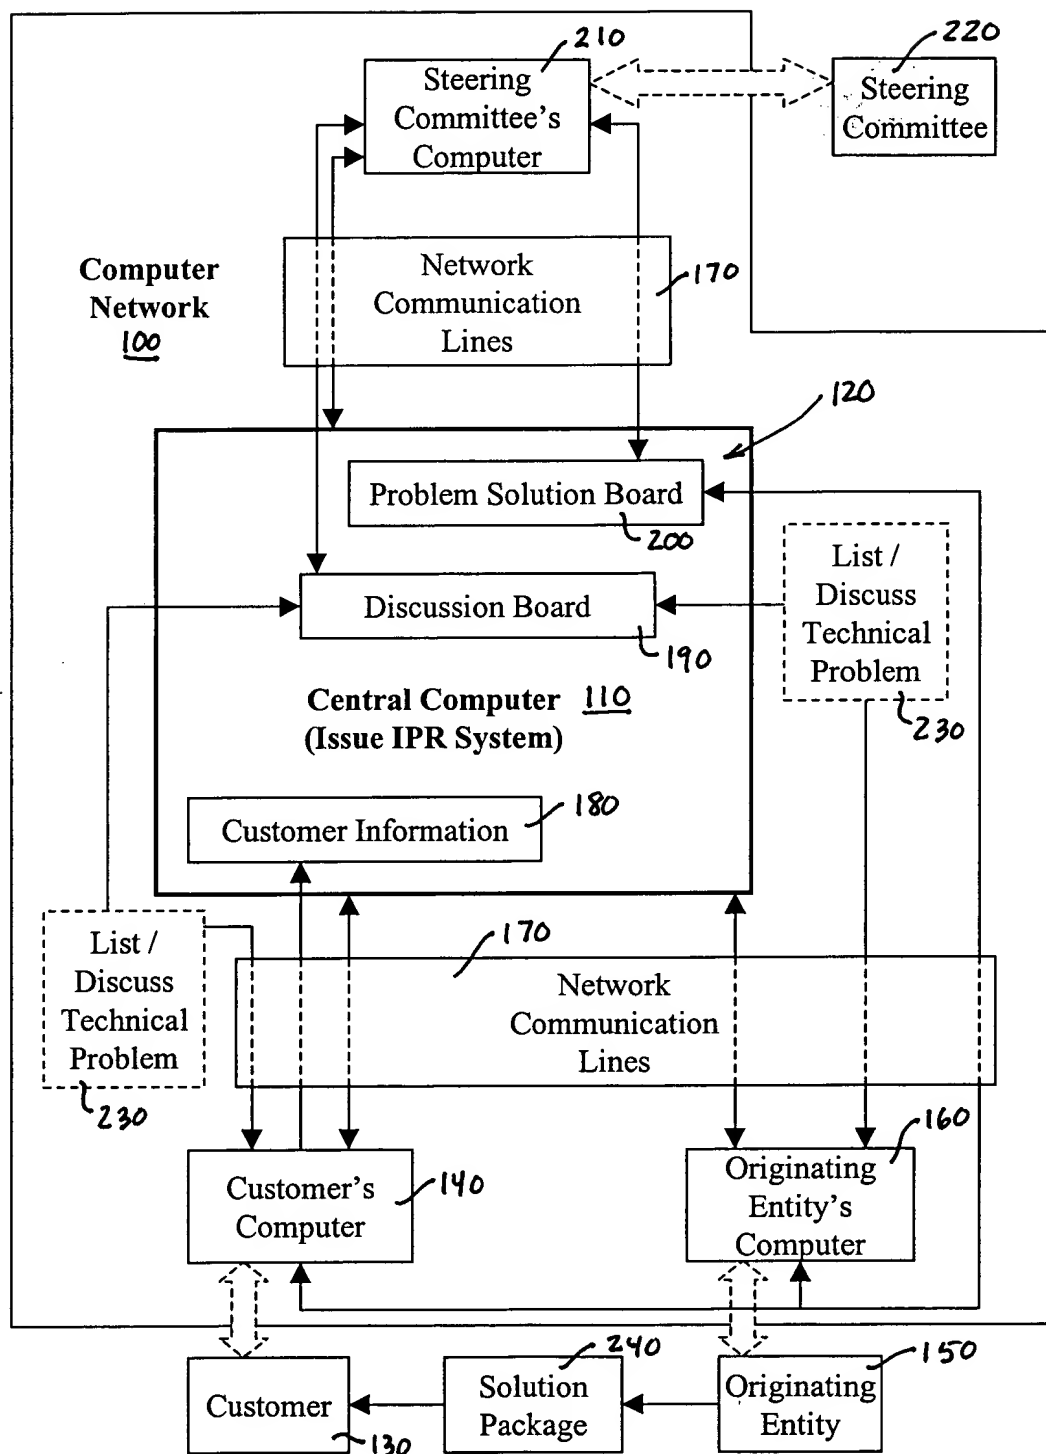 210
220
Steering
Committee's
Computer
Steering
Committee
Computer
Network
100
Network
Communication
Lines
170
120
Problem Solution Board
200
List /
Discuss
Technical
Problem
230
Discussion Board
190
Central Computer 110
(Issue IPR System)
180
Customer Information
List /
Discuss
Technical
Problem
230
170
Network
Communication
Lines
160
Customer's
Computer
140
Originating
Entity's
Computer
240
150
Customer
130
Solution
Package
Originating
Entity